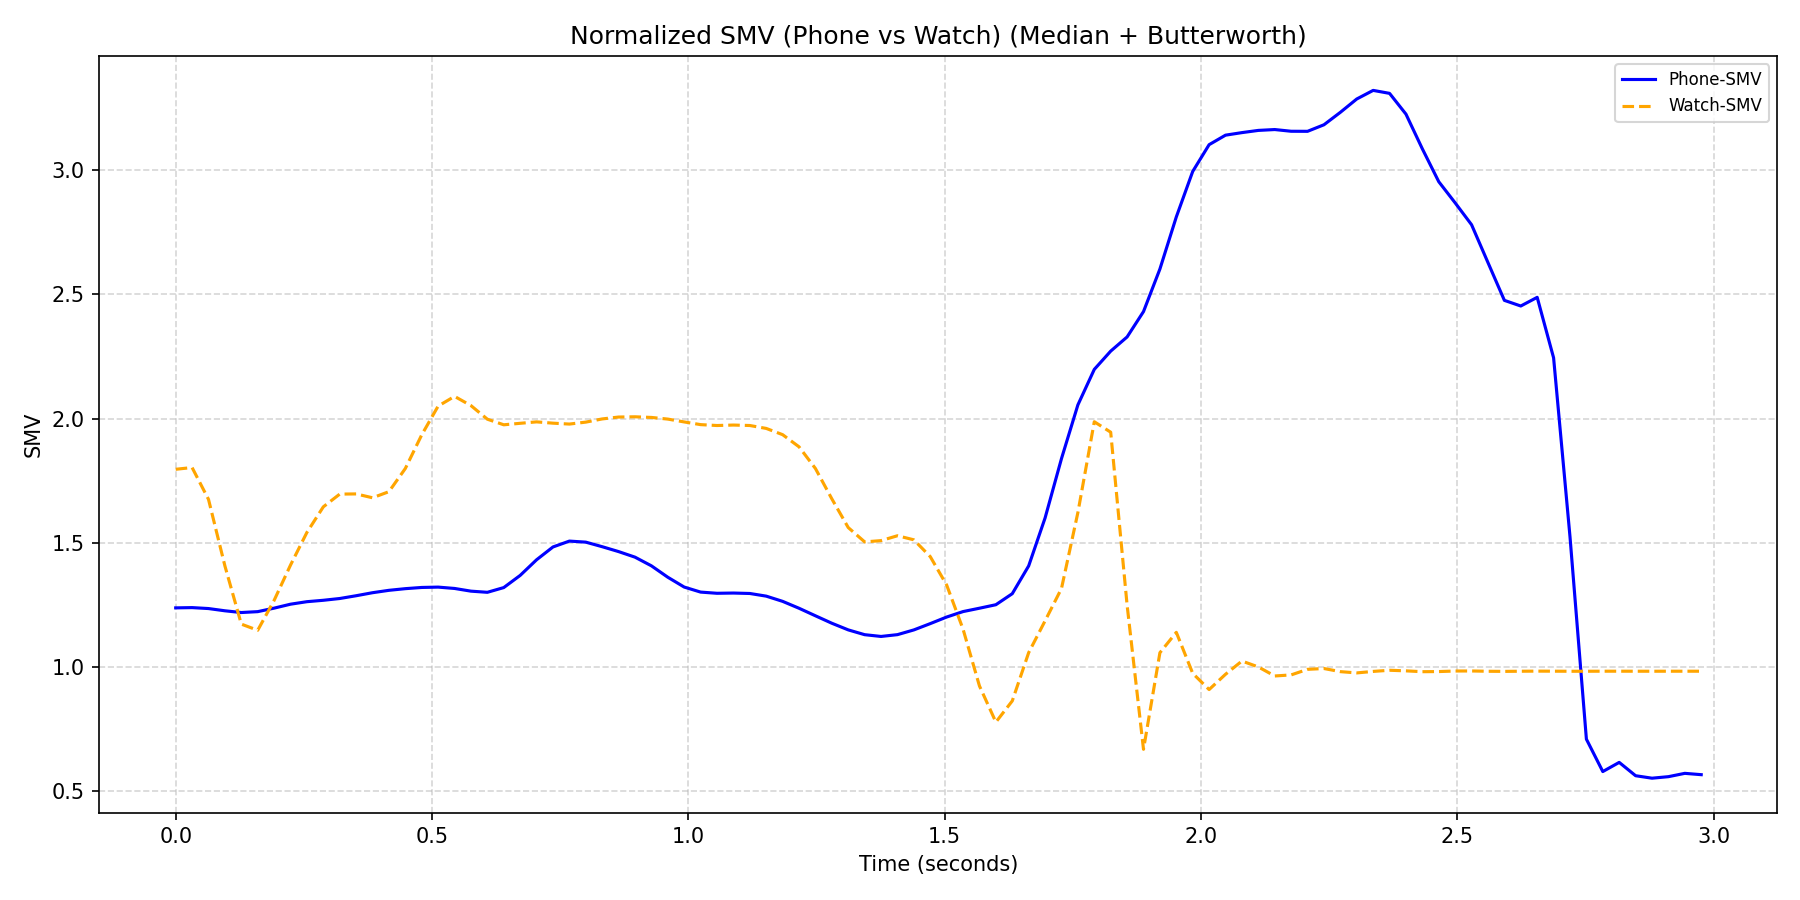 Normalized SMV (Phone vs Watch) (Median + Butterworth)
Phone-SMV
Watch-SMV
SMV
3.0
2.5
2.0
1.5
1.0
0.5
0.0 0.5 1.0 1.5 2.0 2.5 3.0
Time (seconds)